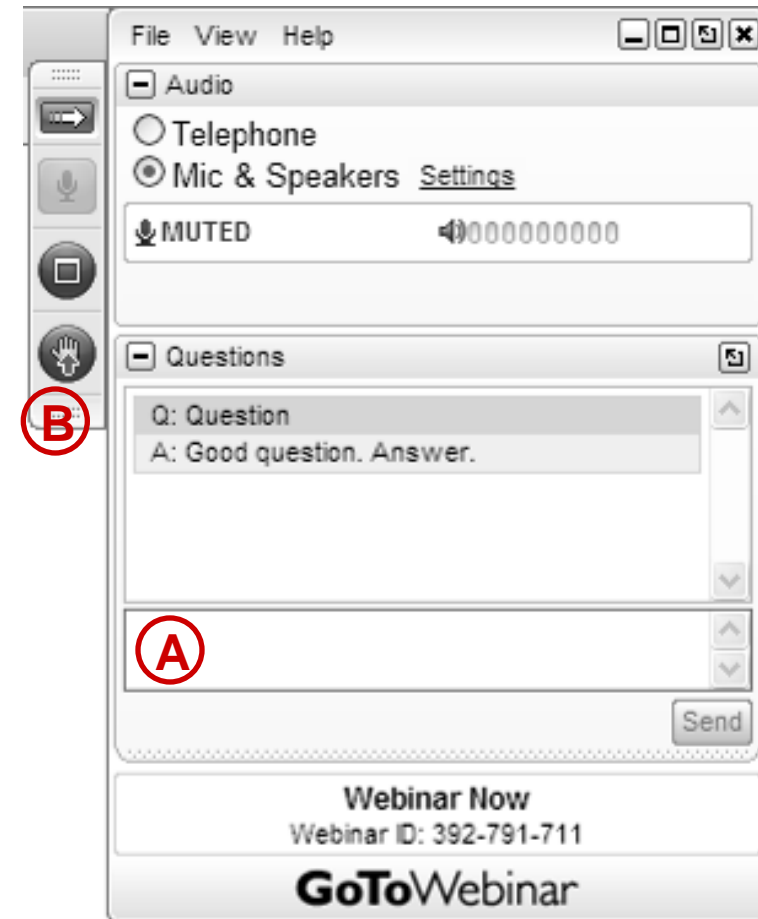 File View Help
Audio
Telephone
Mic & Speakers Settings
MUTED 000000000
Questions
B
Q: Question
A: Good question. Answer.
A
Send
Webinar Now
Webinar ID: 392-791-711
GoToWebinar